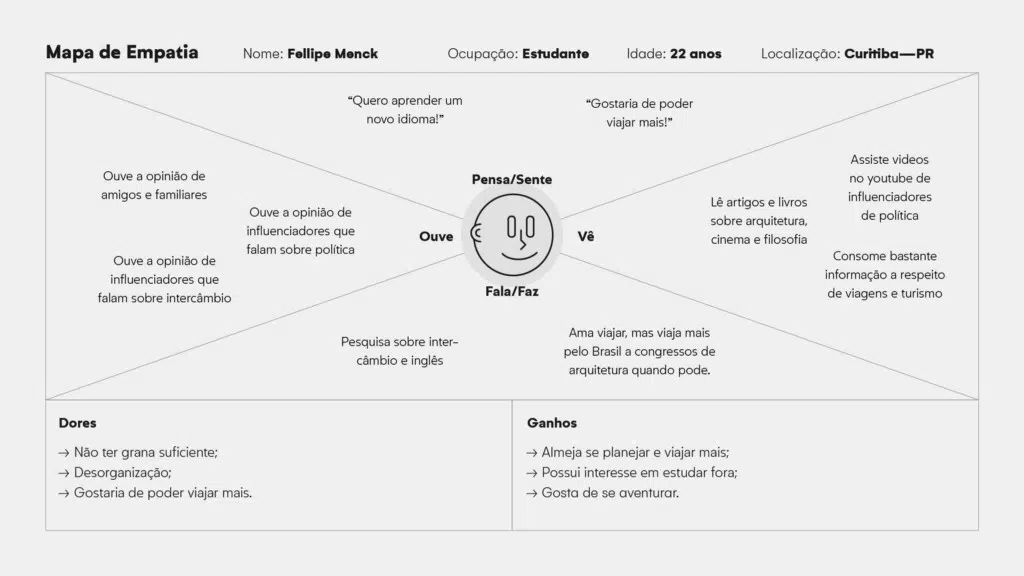 Mapa de Empatia
Nome: Fellipe Menck
Ocupação: Estudante
Idade: 22 anos
Localização: Curitiba—PR
“Quero aprender um
novo idioma!”
“Gostaria de poder
viajar mais!”
Pensa/Sente
Ouve a opinião de
amigos e familiares
Ouve a opinião de
influenciadores que
falam sobre política
Ouve a opinião de
influenciadores que
falam sobre intercâmbio
Ouve
Vê
Lê artigos e livros
sobre arquitetura,
cinema e filosofia
Assiste videos
no youtube de
influenciadores
de política
Consome bastante
informação a respeito
de viagens e turismo
Fala/Faz
Pesquisa sobre inter-
câmbio e inglês
Ama viajar, mas viaja mais
pelo Brasil a congressos de
arquitetura quando pode.
Dores
→ Não ter grana suficiente;
→ Desorganização;
→ Gostaria de poder viajar mais.
Ganhos
→ Almeja se planejar e viajar mais;
→ Possui interesse em estudar fora;
→ Gosta de se aventurar.